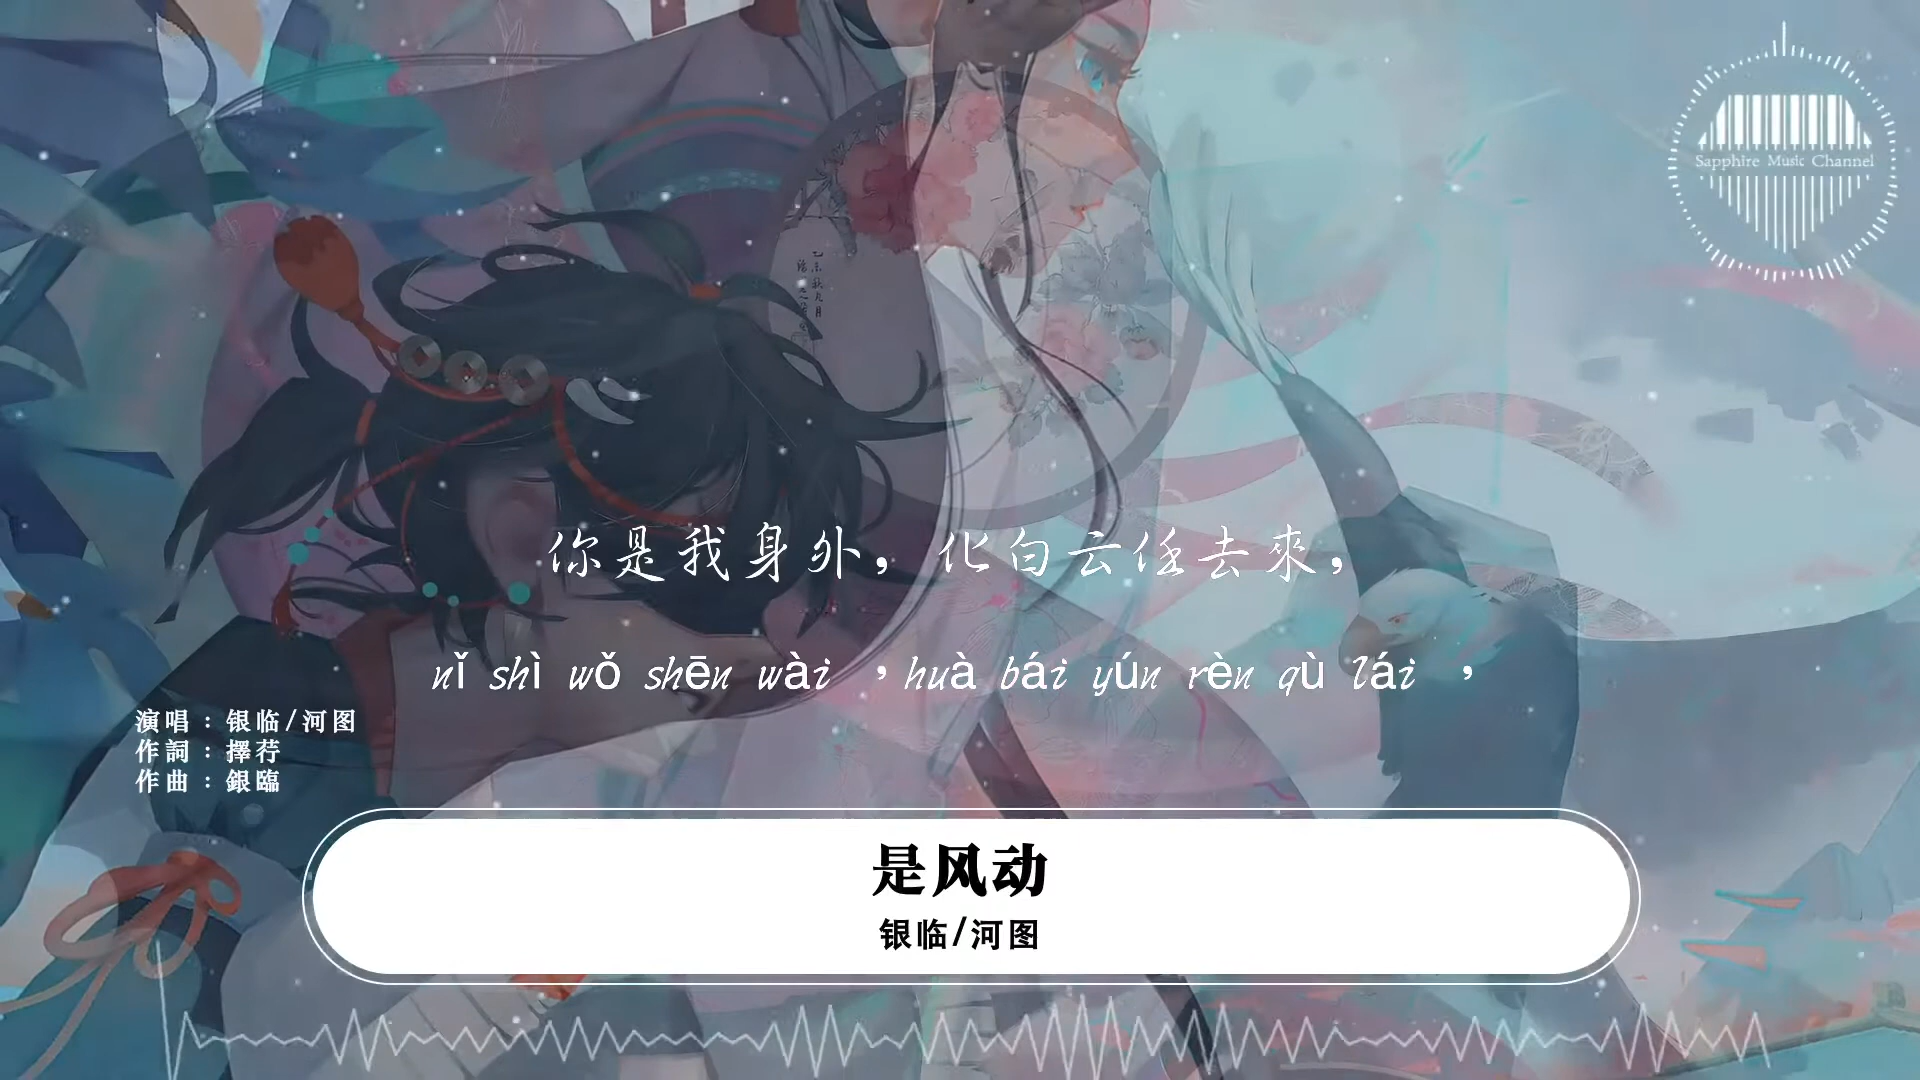 Sapphire Music Channel
你是我身外，化白云任去來，
nǐ shì wǒ shēn wài ，huà bái yún rèn qù lái ，
演唱：银临/河图
作詞：擇荇
作曲：銀臨
是风动
银临/河图